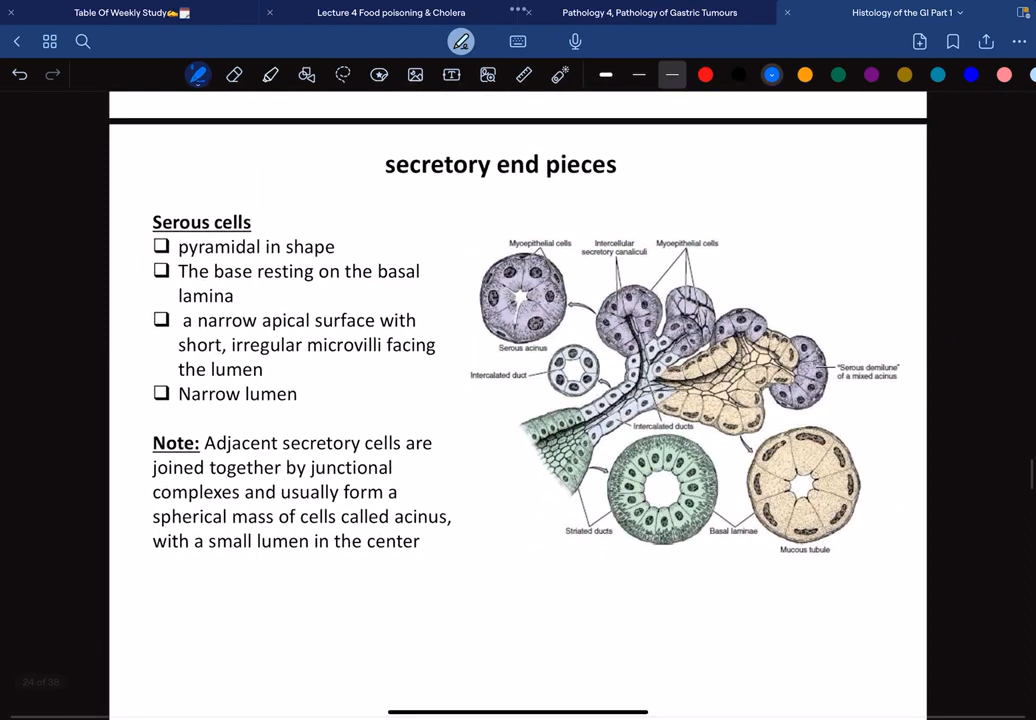 Table Of Weekly Study✍️🗓️
Lecture 4 Food poisoning & Cholera
Pathology 4, Pathology of Gastric Tumours
Histology of the GI Part 1
secretory end pieces
Serous cells
❑ pyramidal in shape
❑ The base resting on the basal
lamina
❑ a narrow apical surface with
short, irregular microvilli facing
the lumen
❑ Narrow lumen
Note: Adjacent secretory cells are
joined together by junctional
complexes and usually form a
spherical mass of cells called acinus,
with a small lumen in the center
Myoepithelial cells
Intercellular
secretory canaliculi
Myoepithelial cells
Serous acinus
Intercalated duct
"Serous demilune"
of a mixed acinus
Intercalated ducts
Striated ducts
Basal laminae
Mucous tubule
24 of 38